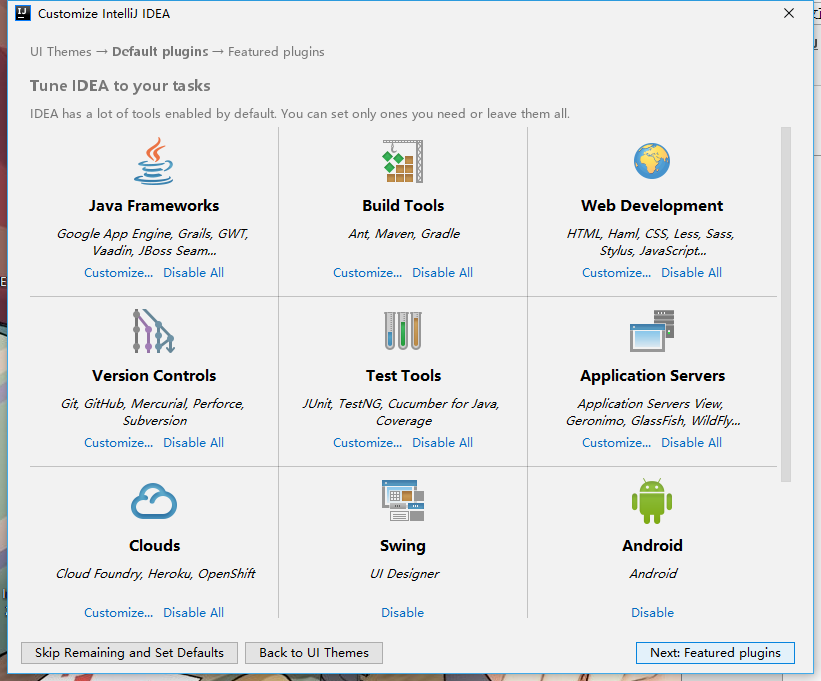 IJ
Customize IntelliJ IDEA
UI Themes → Default plugins → Featured plugins
Tune IDEA to your tasks
IDEA has a lot of tools enabled by default. You can set only ones you need or leave them all.
Java Frameworks
Google App Engine, Grails, GWT,
Vaadin, JBoss Seam...
Customize... Disable All
Build Tools
Ant, Maven, Gradle
Customize... Disable All
Web Development
HTML, Haml, CSS, Less, Sass,
Stylus, JavaScript...
Customize... Disable All
Version Controls
Git, GitHub, Mercurial, Perforce,
Subversion
Customize... Disable All
Test Tools
JUnit, TestNG, Cucumber for Java,
Coverage
Customize... Disable All
Application Servers
Application Servers View,
Geronimo, GlassFish, WildFly...
Customize... Disable All
Clouds
Cloud Foundry, Heroku, OpenShift
Customize... Disable All
Swing
UI Designer
Disable
Android
Android
Disable
Skip Remaining and Set Defaults
Back to UI Themes
Next: Featured plugins